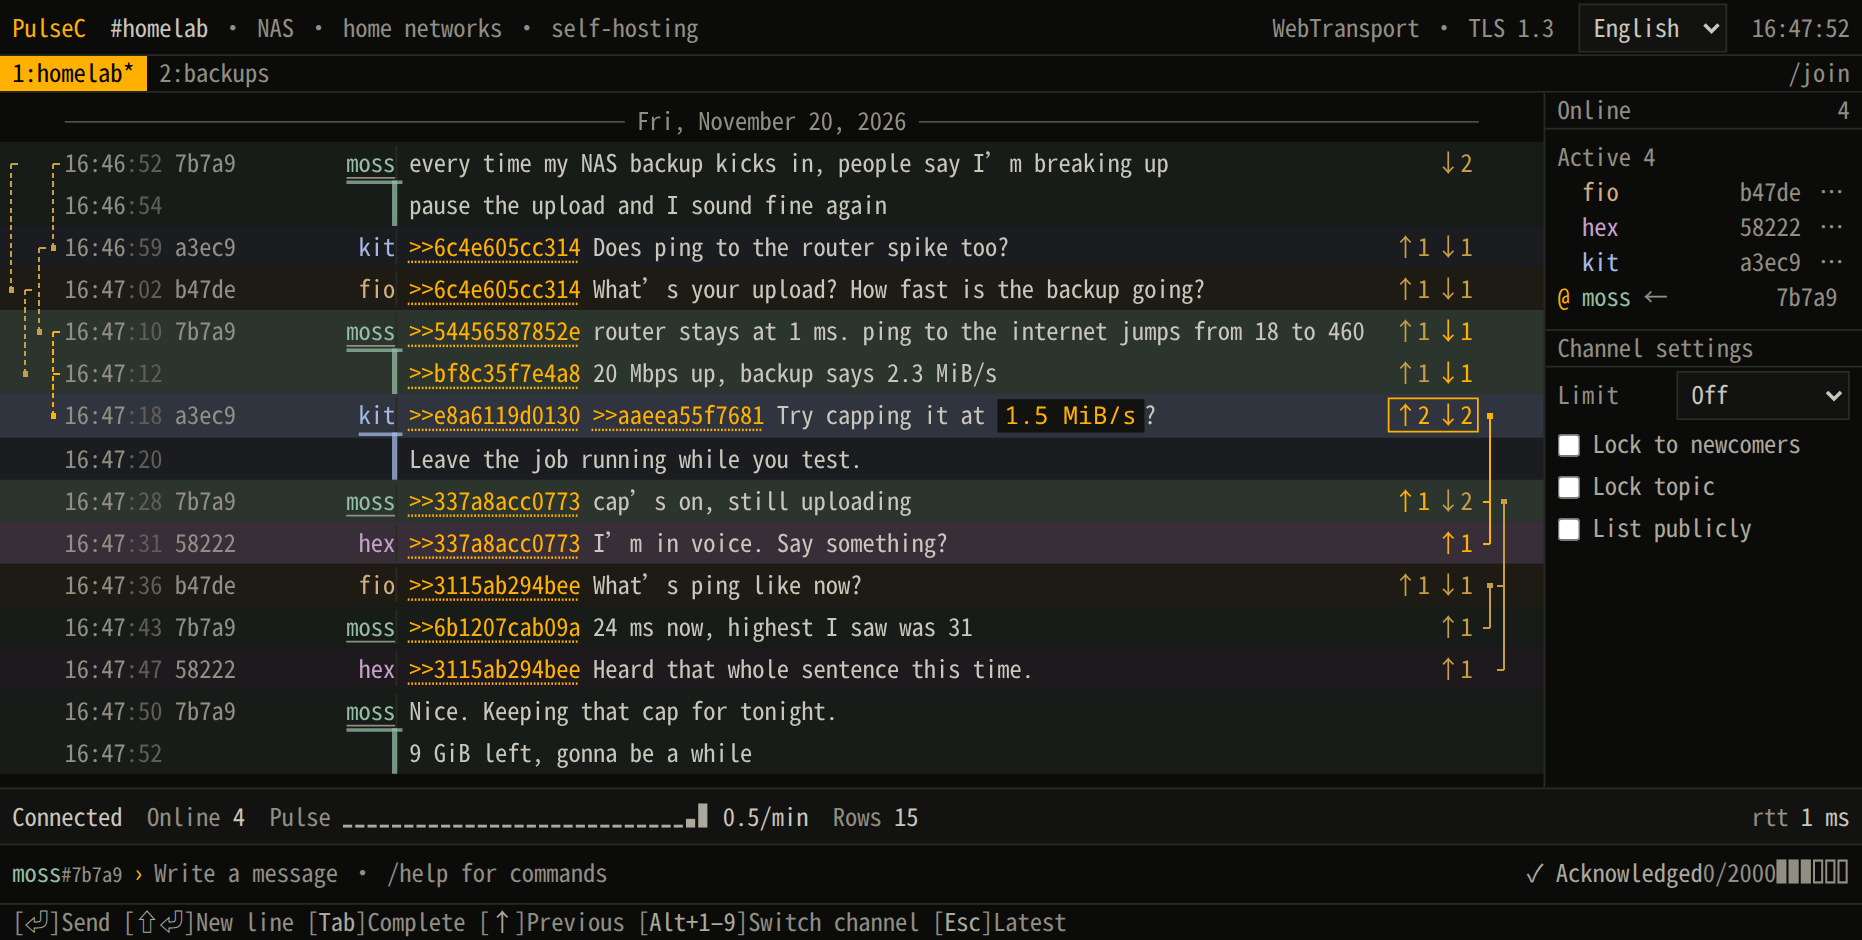 PulseC #homelab • NAS • home networks • self-hosting WebTransport • TLS 1.3 English 16:47:52
1:homelab* 2:backups /join
Fri, November 20, 2026
16:46:52 7b7a9 moss every time my NAS backup kicks in, people say I’m breaking up ↓2
16:46:54 pause the upload and I sound fine again
16:46:59 a3ec9 kit >>6c4e605cc314 Does ping to the router spike too? ↑1 ↓1
16:47:02 b47de fio >>6c4e605cc314 What’s your upload? How fast is the backup going? ↑1 ↓1
16:47:10 7b7a9 moss >>54456587852e router stays at 1 ms. ping to the internet jumps from 18 to 460 ↑1 ↓1
16:47:12 >>bf8c35f7e4a8 20 Mbps up, backup says 2.3 MiB/s ↑1 ↓1
16:47:18 a3ec9 kit >>e8a6119d0130 >>aaeea55f7681 Try capping it at 1.5 MiB/s? ↑2 ↓2
16:47:20 Leave the job running while you test.
16:47:28 7b7a9 moss >>337a8acc0773 cap’s on, still uploading ↑1 ↓2
16:47:31 58222 hex >>337a8acc0773 I’m in voice. Say something? ↑1
16:47:36 b47de fio >>3115ab294bee What’s ping like now? ↑1 ↓1
16:47:43 7b7a9 moss >>6b1207cab09a 24 ms now, highest I saw was 31 ↑1
16:47:47 58222 hex >>3115ab294bee Heard that whole sentence this time. ↑1
16:47:50 7b7a9 moss Nice. Keeping that cap for tonight.
16:47:52 9 GiB left, gonna be a while
Online 4
Active 4
fio b47de ⋯
hex 58222 ⋯
kit a3ec9 ⋯
@ moss ← 7b7a9
Channel settings
Limit Off
Lock to newcomers
Lock topic
List publicly
Connected Online 4 Pulse 0.5/min Rows 15 rtt 1 ms
moss#7b7a9 › Write a message • /help for commands ✓ Acknowledged 0/2000
[⏎]Send [⇧⏎]New line [Tab]Complete [↑]Previous [Alt+1–9]Switch channel [Esc]Latest